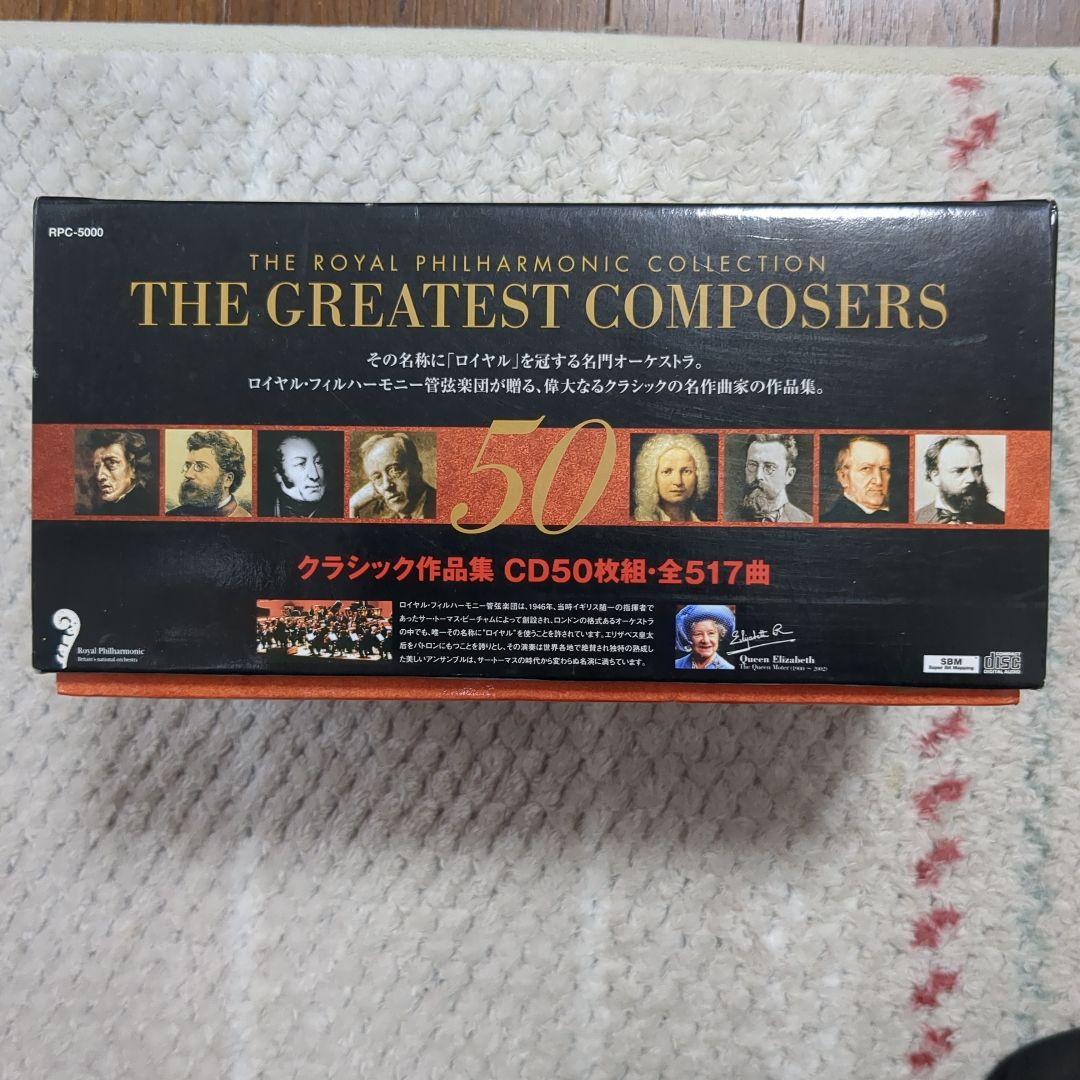 RPC-5000
THE ROYAL PHILHARMONIC COLLECTION
THE GREATEST COMPOSERS
その名称に「ロイヤル」を冠する名門オーケストラ。
ロイヤル・フィルハーモニー管弦楽団が贈る、偉大なるクラシックの名作曲家の作品集。
50
クラシック作品集 CD50枚組・全517曲
ロイヤル・フィルハーモニー管弦楽団は、1946年、当時イギリス随一の指揮者で
あったサー・トーマス・ビーチャムによって創設され、ロンドンの格式あるオーケストラ
の中でも、唯一その名称に"ロイヤル"を使うことを許されています。エリザベス皇太
后をパトロンにもつことを誇りとし、その演奏は世界各地で絶賛され独特の熟成し
た美しいアンサンブルは、サー・トーマスの時代から変わらぬ名演に満ちています。
Royal Philharmonic
Britain's national orchestra
Elizabeth R
Queen Elizabeth
The Queen Moter (1900 ~ 2002)
SBM
Super Bit Mapping
COMPACT
disc
DIGITAL AUDIO